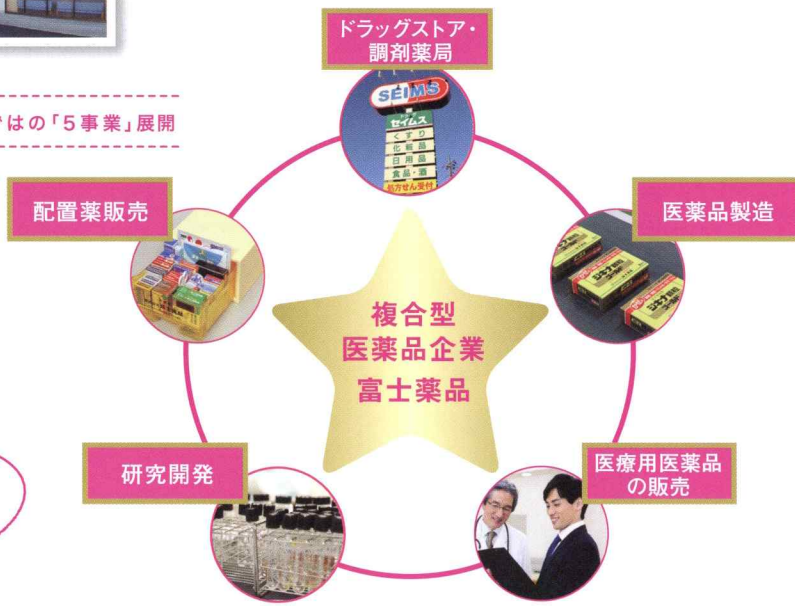 ドラッグストア・
調剤薬局
SEIMS
セイムス
くすり
化粧品
日用品
食品・酒
処方せん受付
はの「5事業」展開
配置薬販売
医薬品製造
複合型
医薬品企業
富士薬品
研究開発
医療用医薬品
の販売